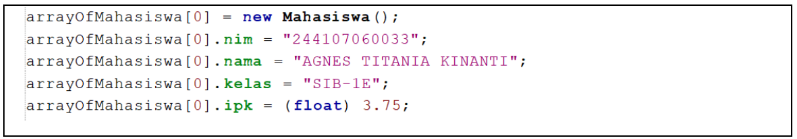 arrayOfMahasiswa[0] = new Mahasiswa();
arrayOfMahasiswa[0].nim = "244107060033";
arrayOfMahasiswa[0].nama = "AGNES TITANIA KINANTI";
arrayOfMahasiswa[0].kelas = "SIB-1E";
arrayOfMahasiswa[0].ipk = (float) 3.75;